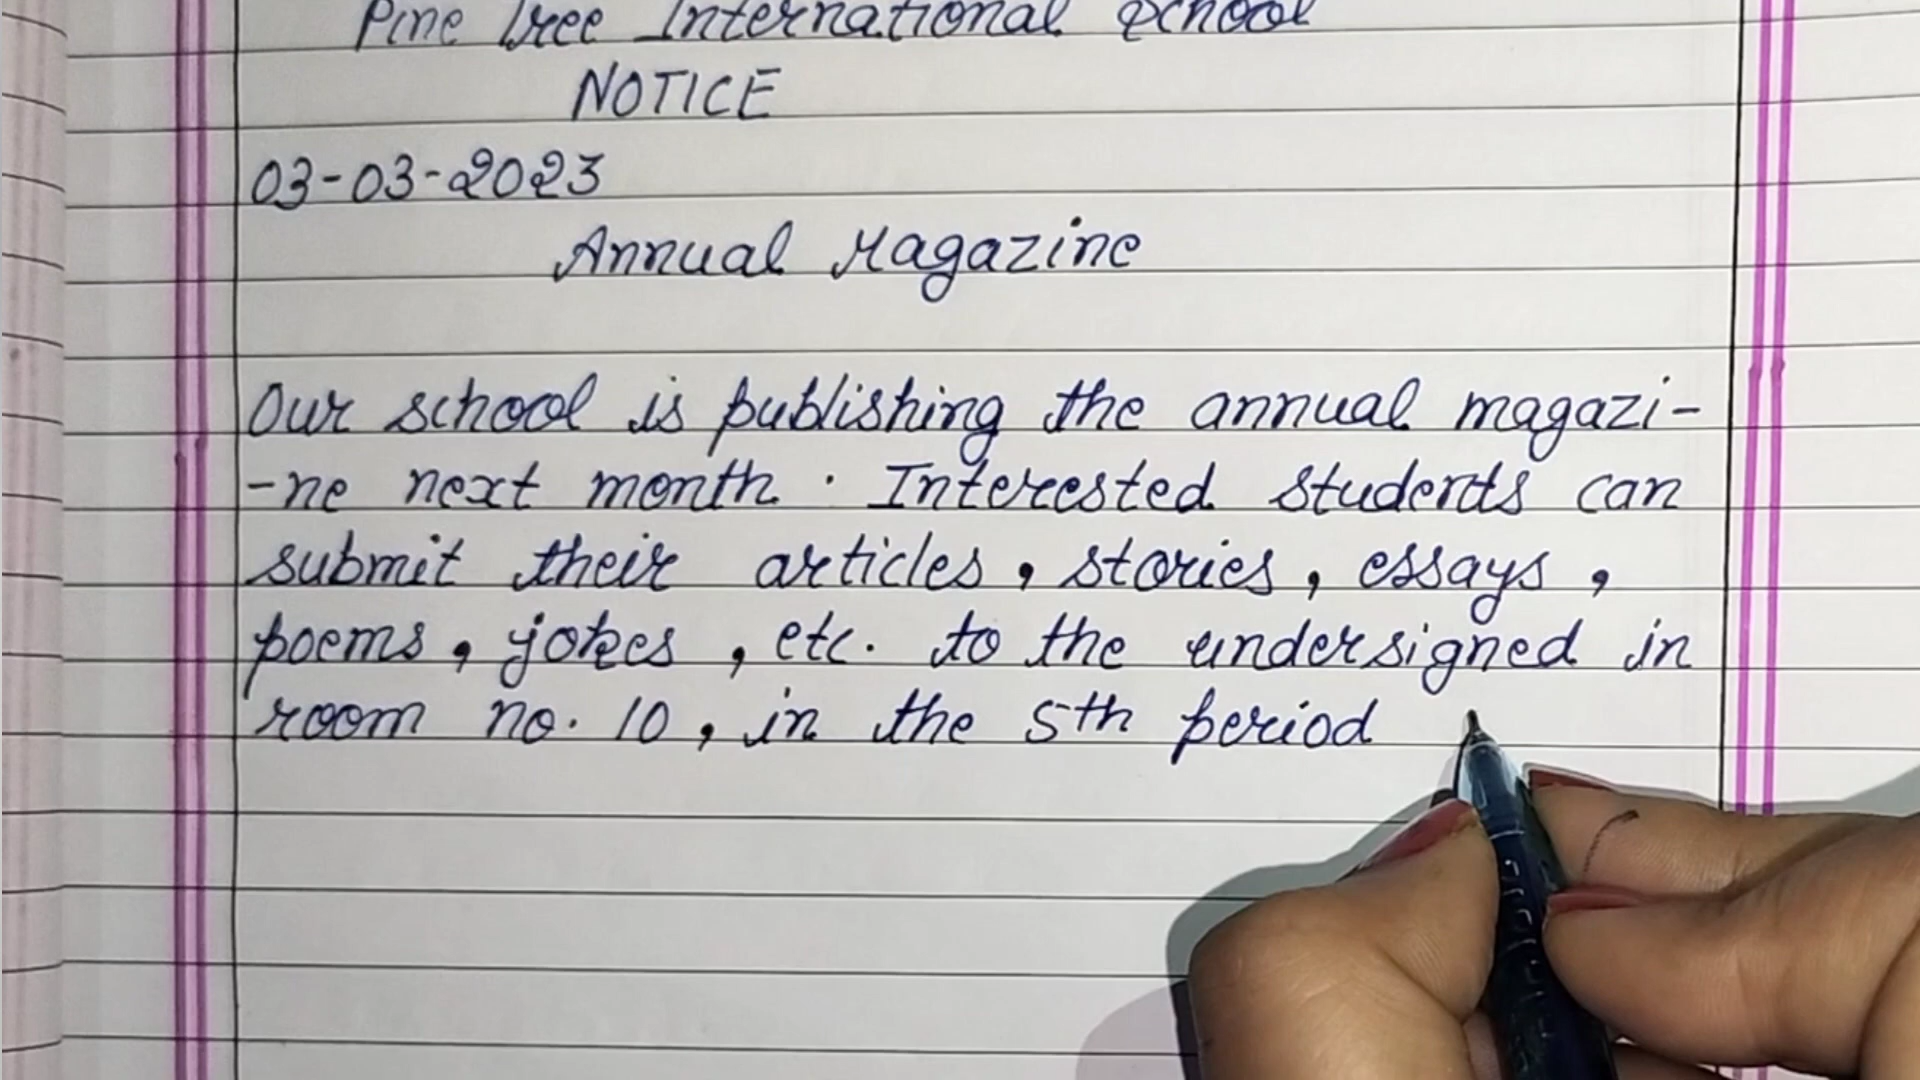 Pine Tree International School
NOTICE
03-03-2023
Annual Magazine
Our school is publishing the annual magazi-
-ne next month. Interested students can
submit their articles, stories, essays,
poems, jokes, etc. to the undersigned in
room no. 10, in the 5th period